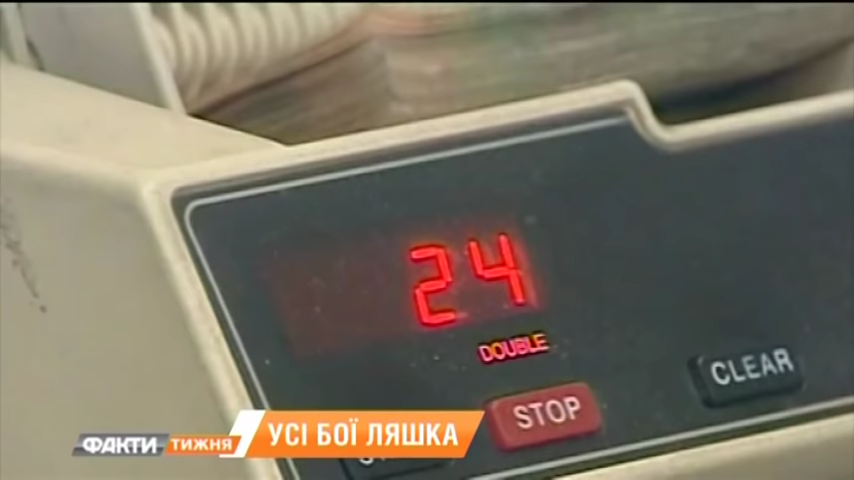 24
DOUBLE
CLEAR
STOP
ФАКТИ ТИЖНЯ
УСІ БОЇ ЛЯШКА